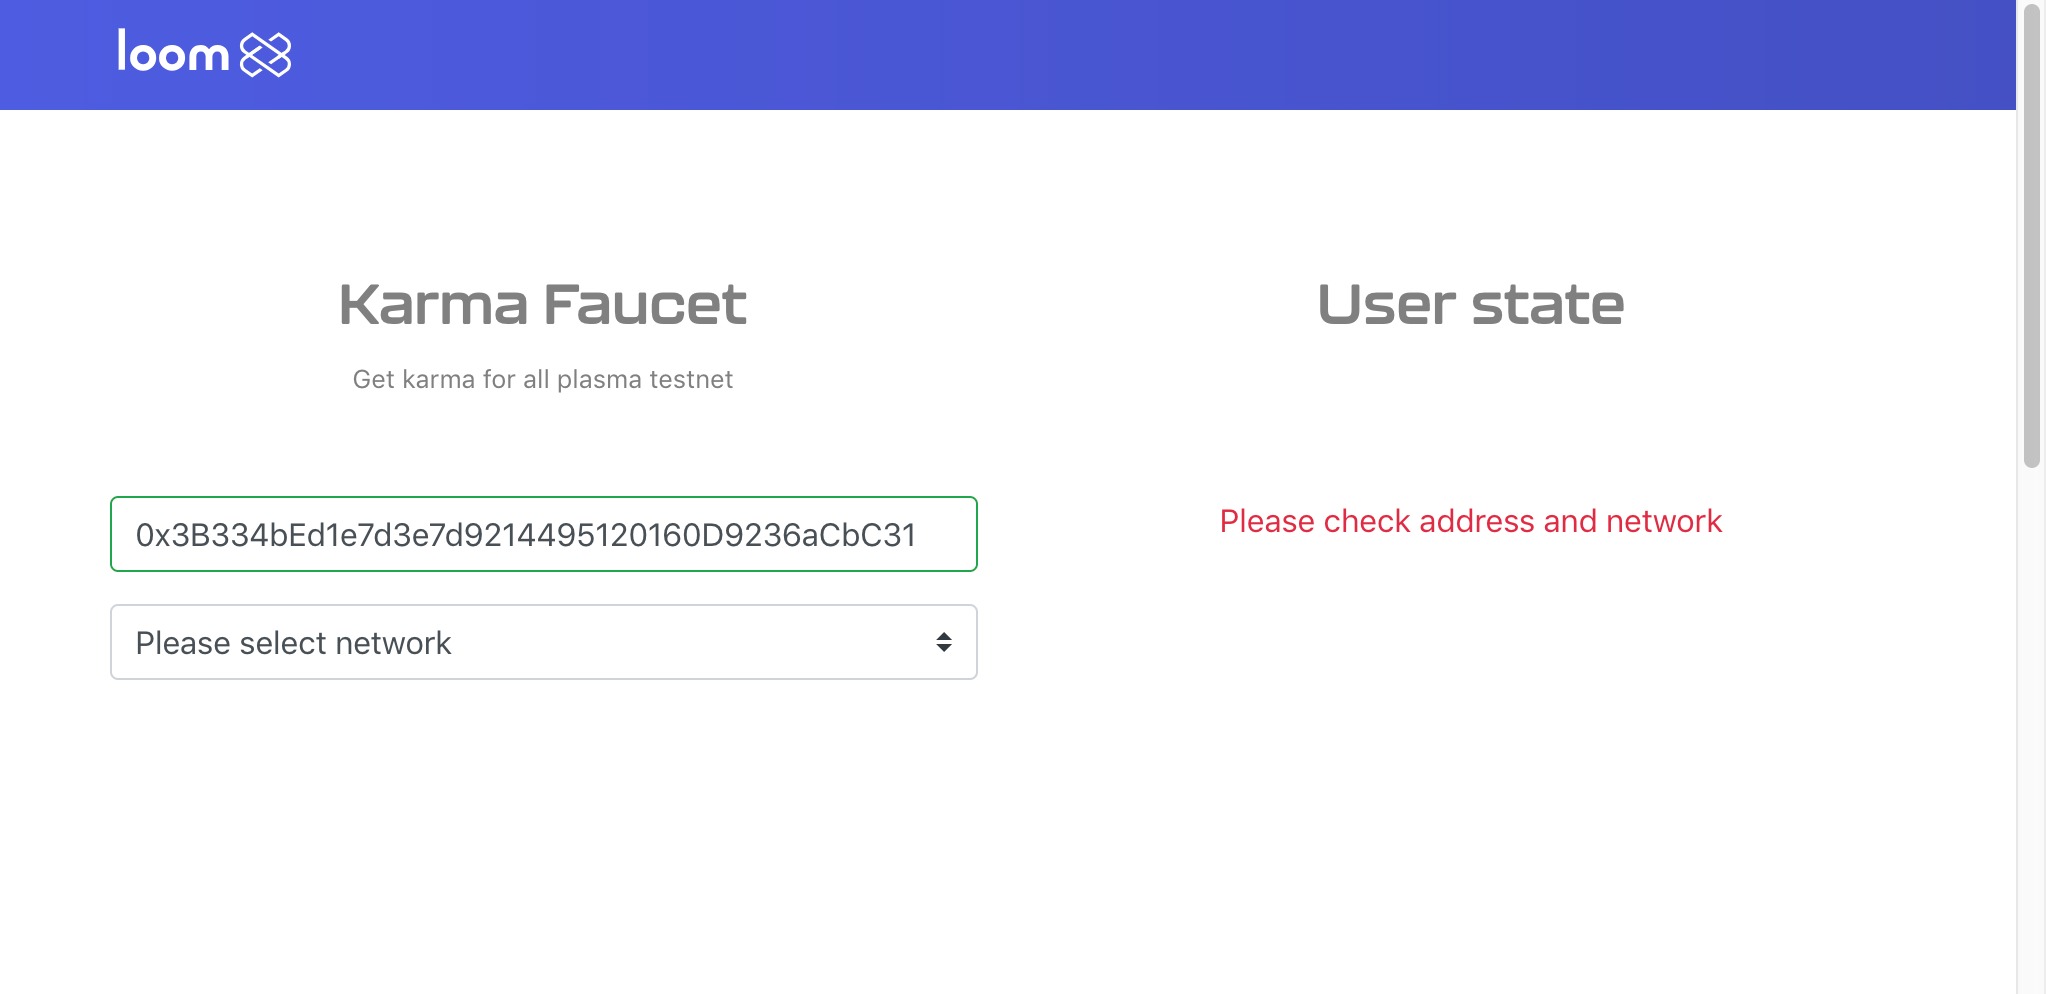 loom
Karma Faucet
Get karma for all plasma testnet
0x3B334bEd1e7d3e7d9214495120160D9236aCbC31
Please select network
User state
Please check address and network